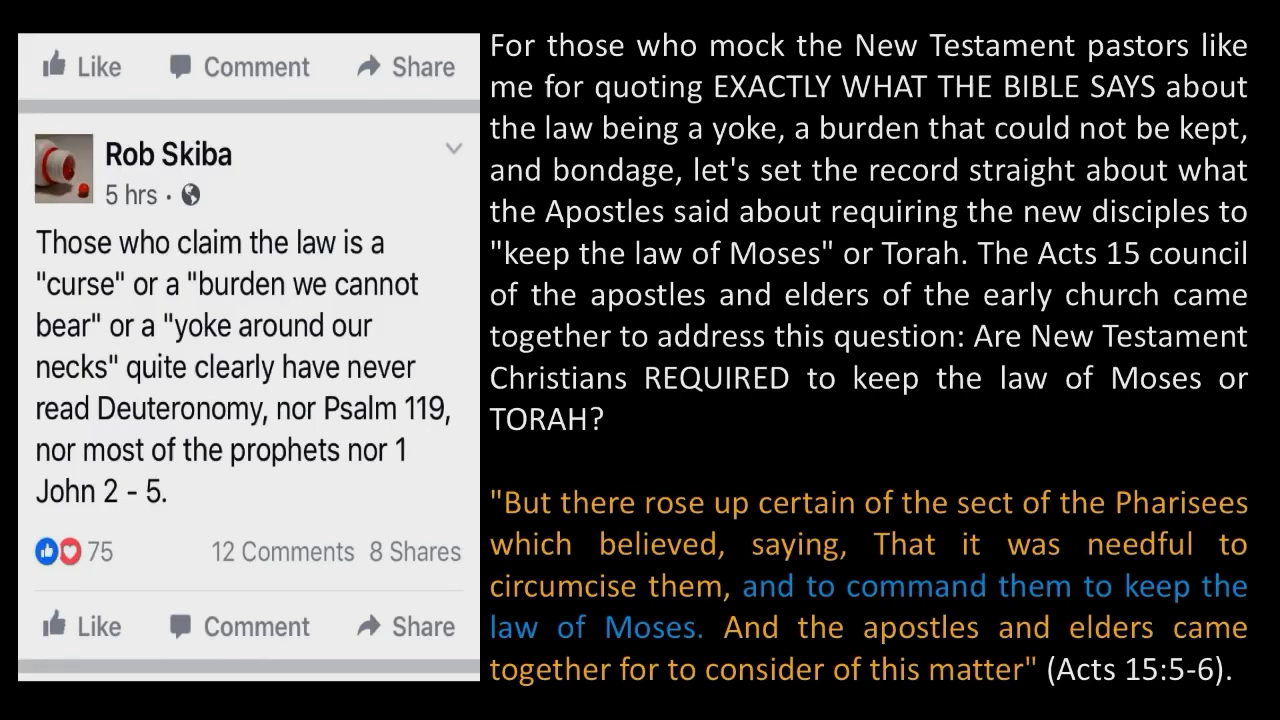 Like Comment Share
Rob Skiba
5 hrs ·
Those who claim the law is a
"curse" or a "burden we cannot
bear" or a "yoke around our
necks" quite clearly have never
read Deuteronomy, nor Psalm 119,
nor most of the prophets nor 1
John 2 - 5.
75 12 Comments 8 Shares
Like Comment Share
For those who mock the New Testament pastors like
me for quoting EXACTLY WHAT THE BIBLE SAYS about
the law being a yoke, a burden that could not be kept,
and bondage, let's set the record straight about what
the Apostles said about requiring the new disciples to
"keep the law of Moses" or Torah. The Acts 15 council
of the apostles and elders of the early church came
together to address this question: Are New Testament
Christians REQUIRED to keep the law of Moses or
TORAH?
"But there rose up certain of the sect of the Pharisees
which believed, saying, That it was needful to
circumcise them, and to command them to keep the
law of Moses. And the apostles and elders came
together for to consider of this matter" (Acts 15:5-6).